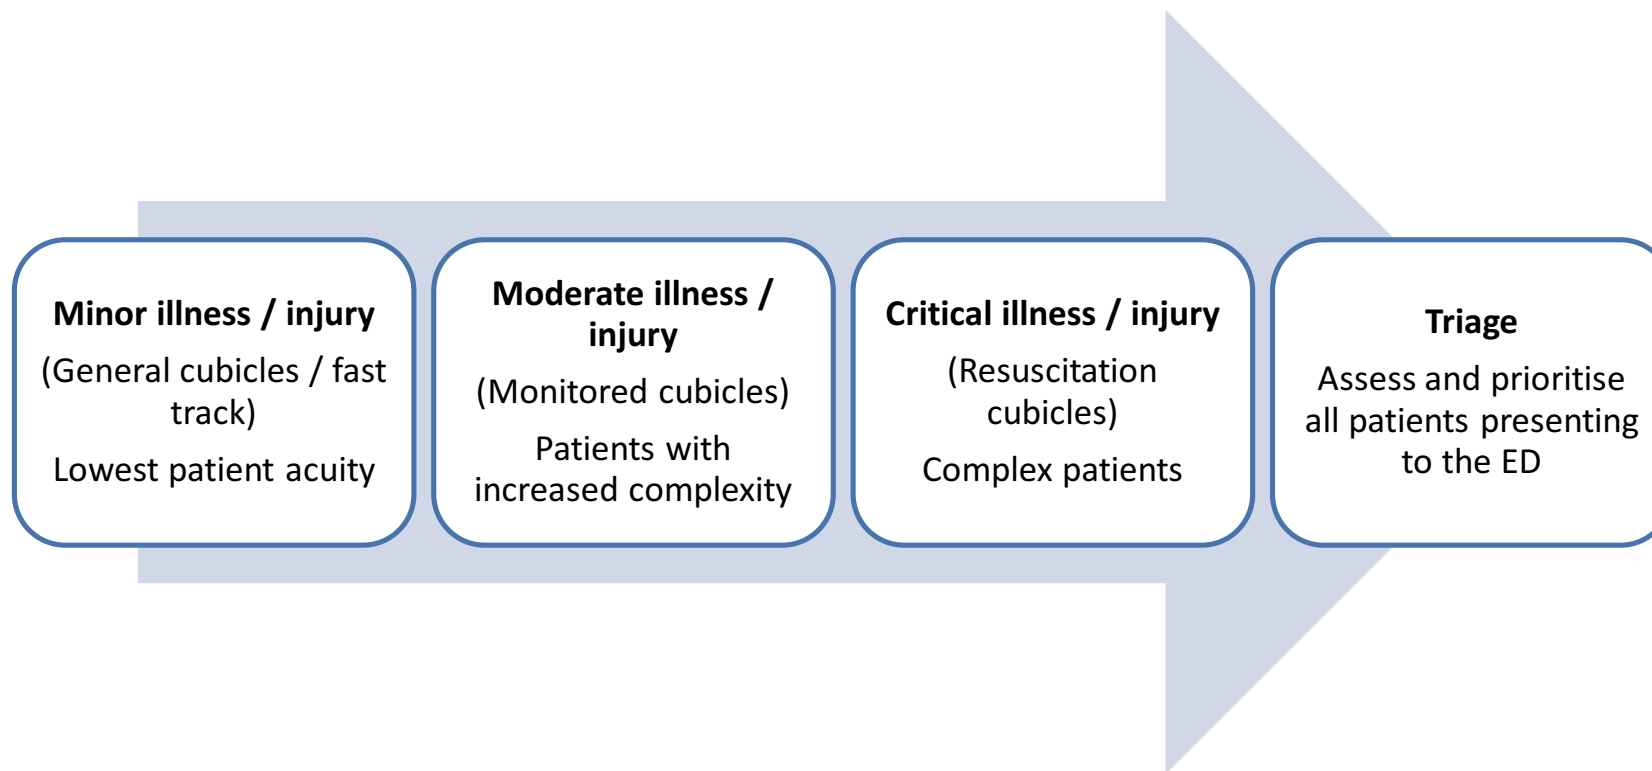 Minor illness / injury
(General cubicles / fast
track)
Lowest patient acuity
Moderate illness /
injury
(Monitored cubicles)
Patients with
increased complexity
Critical illness / injury
(Resuscitation
cubicles)
Complex patients
Triage
Assess and prioritise
all patients presenting
to the ED